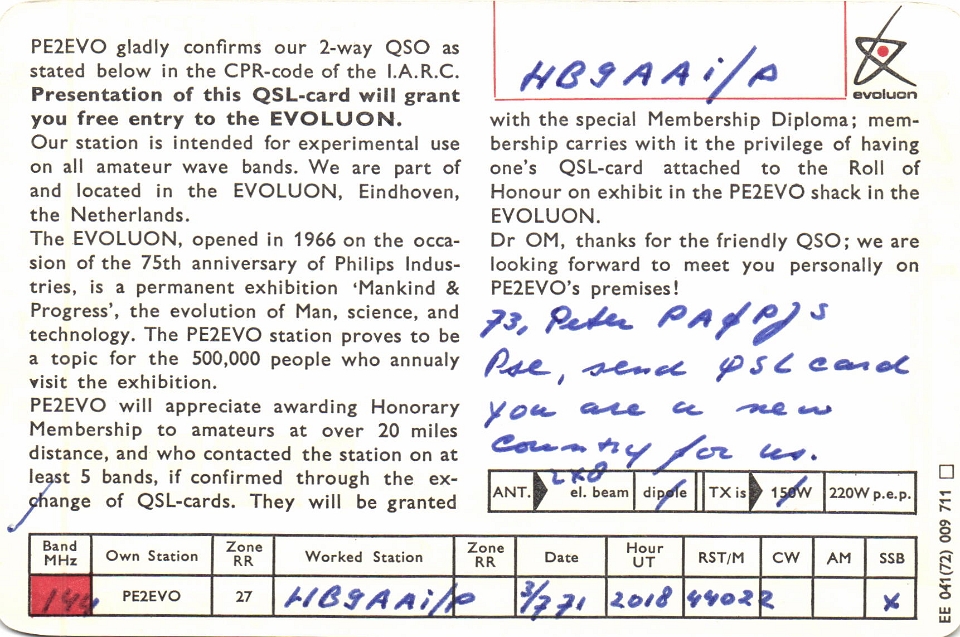 PE2EVO gladly confirms our 2-way QSO as
stated below in the CPR-code of the I.A.R.C.
Presentation of this QSL-card will grant
you free entry to the EVOLUON.
Our station is intended for experimental use
on all amateur wave bands. We are part of
and located in the EVOLUON, Eindhoven,
the Netherlands.
The EVOLUON, opened in 1966 on the occa-
sion of the 75th anniversary of Philips Indus-
tries, is a permanent exhibition ‘Mankind &
Progress’, the evolution of Man, science, and
technology. The PE2EVO station proves to be
a topic for the 500,000 people who annualy
visit the exhibition.
PE2EVO will appreciate awarding Honorary
Membership to amateurs at over 20 miles
distance, and who contacted the station on at
least 5 bands, if confirmed through the ex-
change of QSL-cards. They will be granted
HB9AAi/P
evoluon
with the special Membership Diploma; mem-
bership carries with it the privilege of having
one's QSL-card attached to the Roll of
Honour on exhibit in the PE2EVO shack in the
EVOLUON.
Dr OM, thanks for the friendly QSO; we are
looking forward to meet you personally on
PE2EVO's premises!
73, Peter PAØPJS
Pse, send QSL card
you are a new
country for us.
ANT. 2x8 el. beam dipole TX is 150W 220W p.e.p.
Band MHz Own Station Zone RR Worked Station Zone RR Date Hour UT RST/M CW AM SSB
144 PE2EVO 27 HB9AAi/P 3/7 71 2018 44022 x
EE 041(72) 009 711